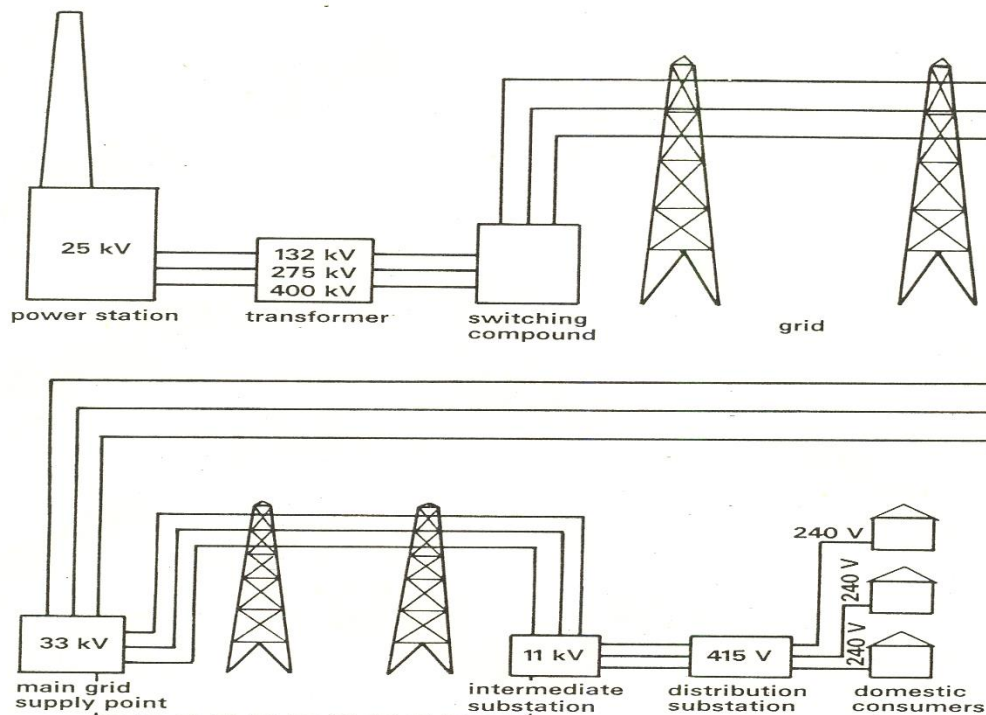 25 kV
132 kV
275 kV
400 kV
power station
transformer
switching
compound
grid
240 V
240 V
240 V
33 kV
11 kV
415 V
main grid
supply point
intermediate
substation
distribution
substation
domestic
consumers